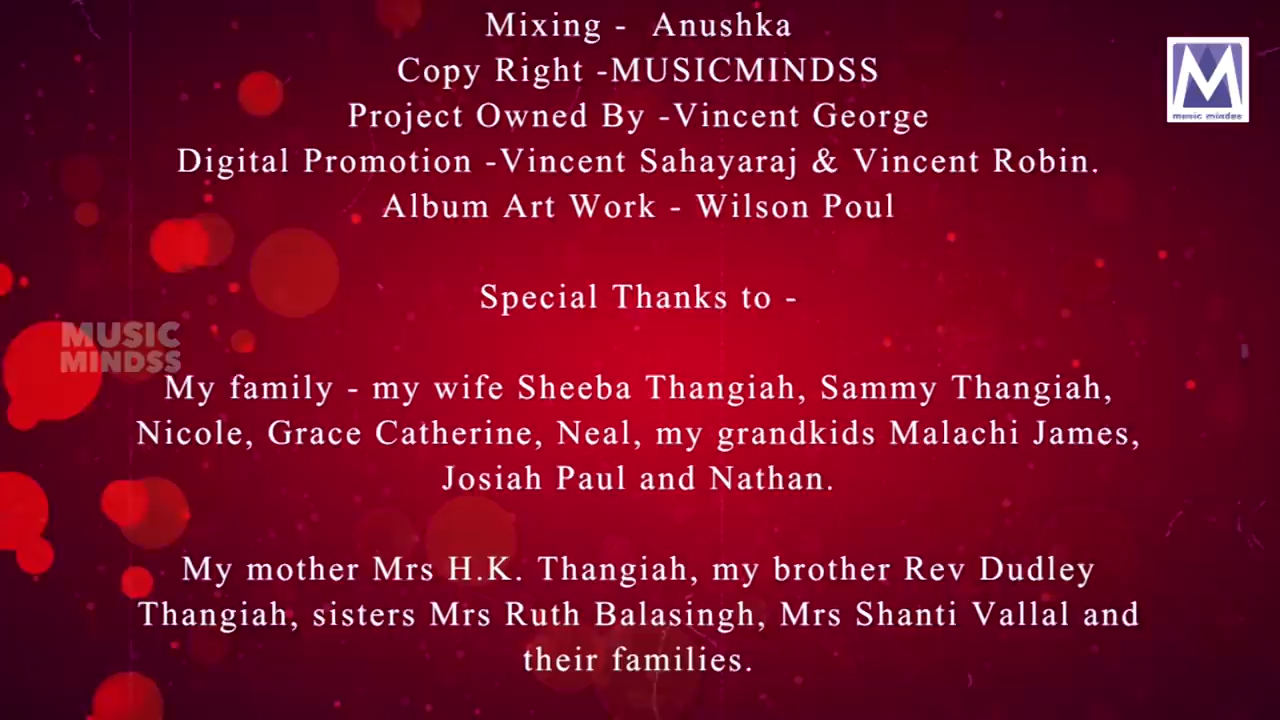 Mixing -  Anushka
Copy Right -MUSICMINDSS
Project Owned By -Vincent George
Digital Promotion -Vincent Sahayaraj & Vincent Robin.
Album Art Work - Wilson Poul
Special Thanks to -
My family - my wife Sheeba Thangiah, Sammy Thangiah,
Nicole, Grace Catherine, Neal, my grandkids Malachi James,
Josiah Paul and Nathan.
My mother Mrs H.K. Thangiah, my brother Rev Dudley
Thangiah, sisters Mrs Ruth Balasingh, Mrs Shanti Vallal and
their families.
M
music mindss
MUSIC
MINDSS